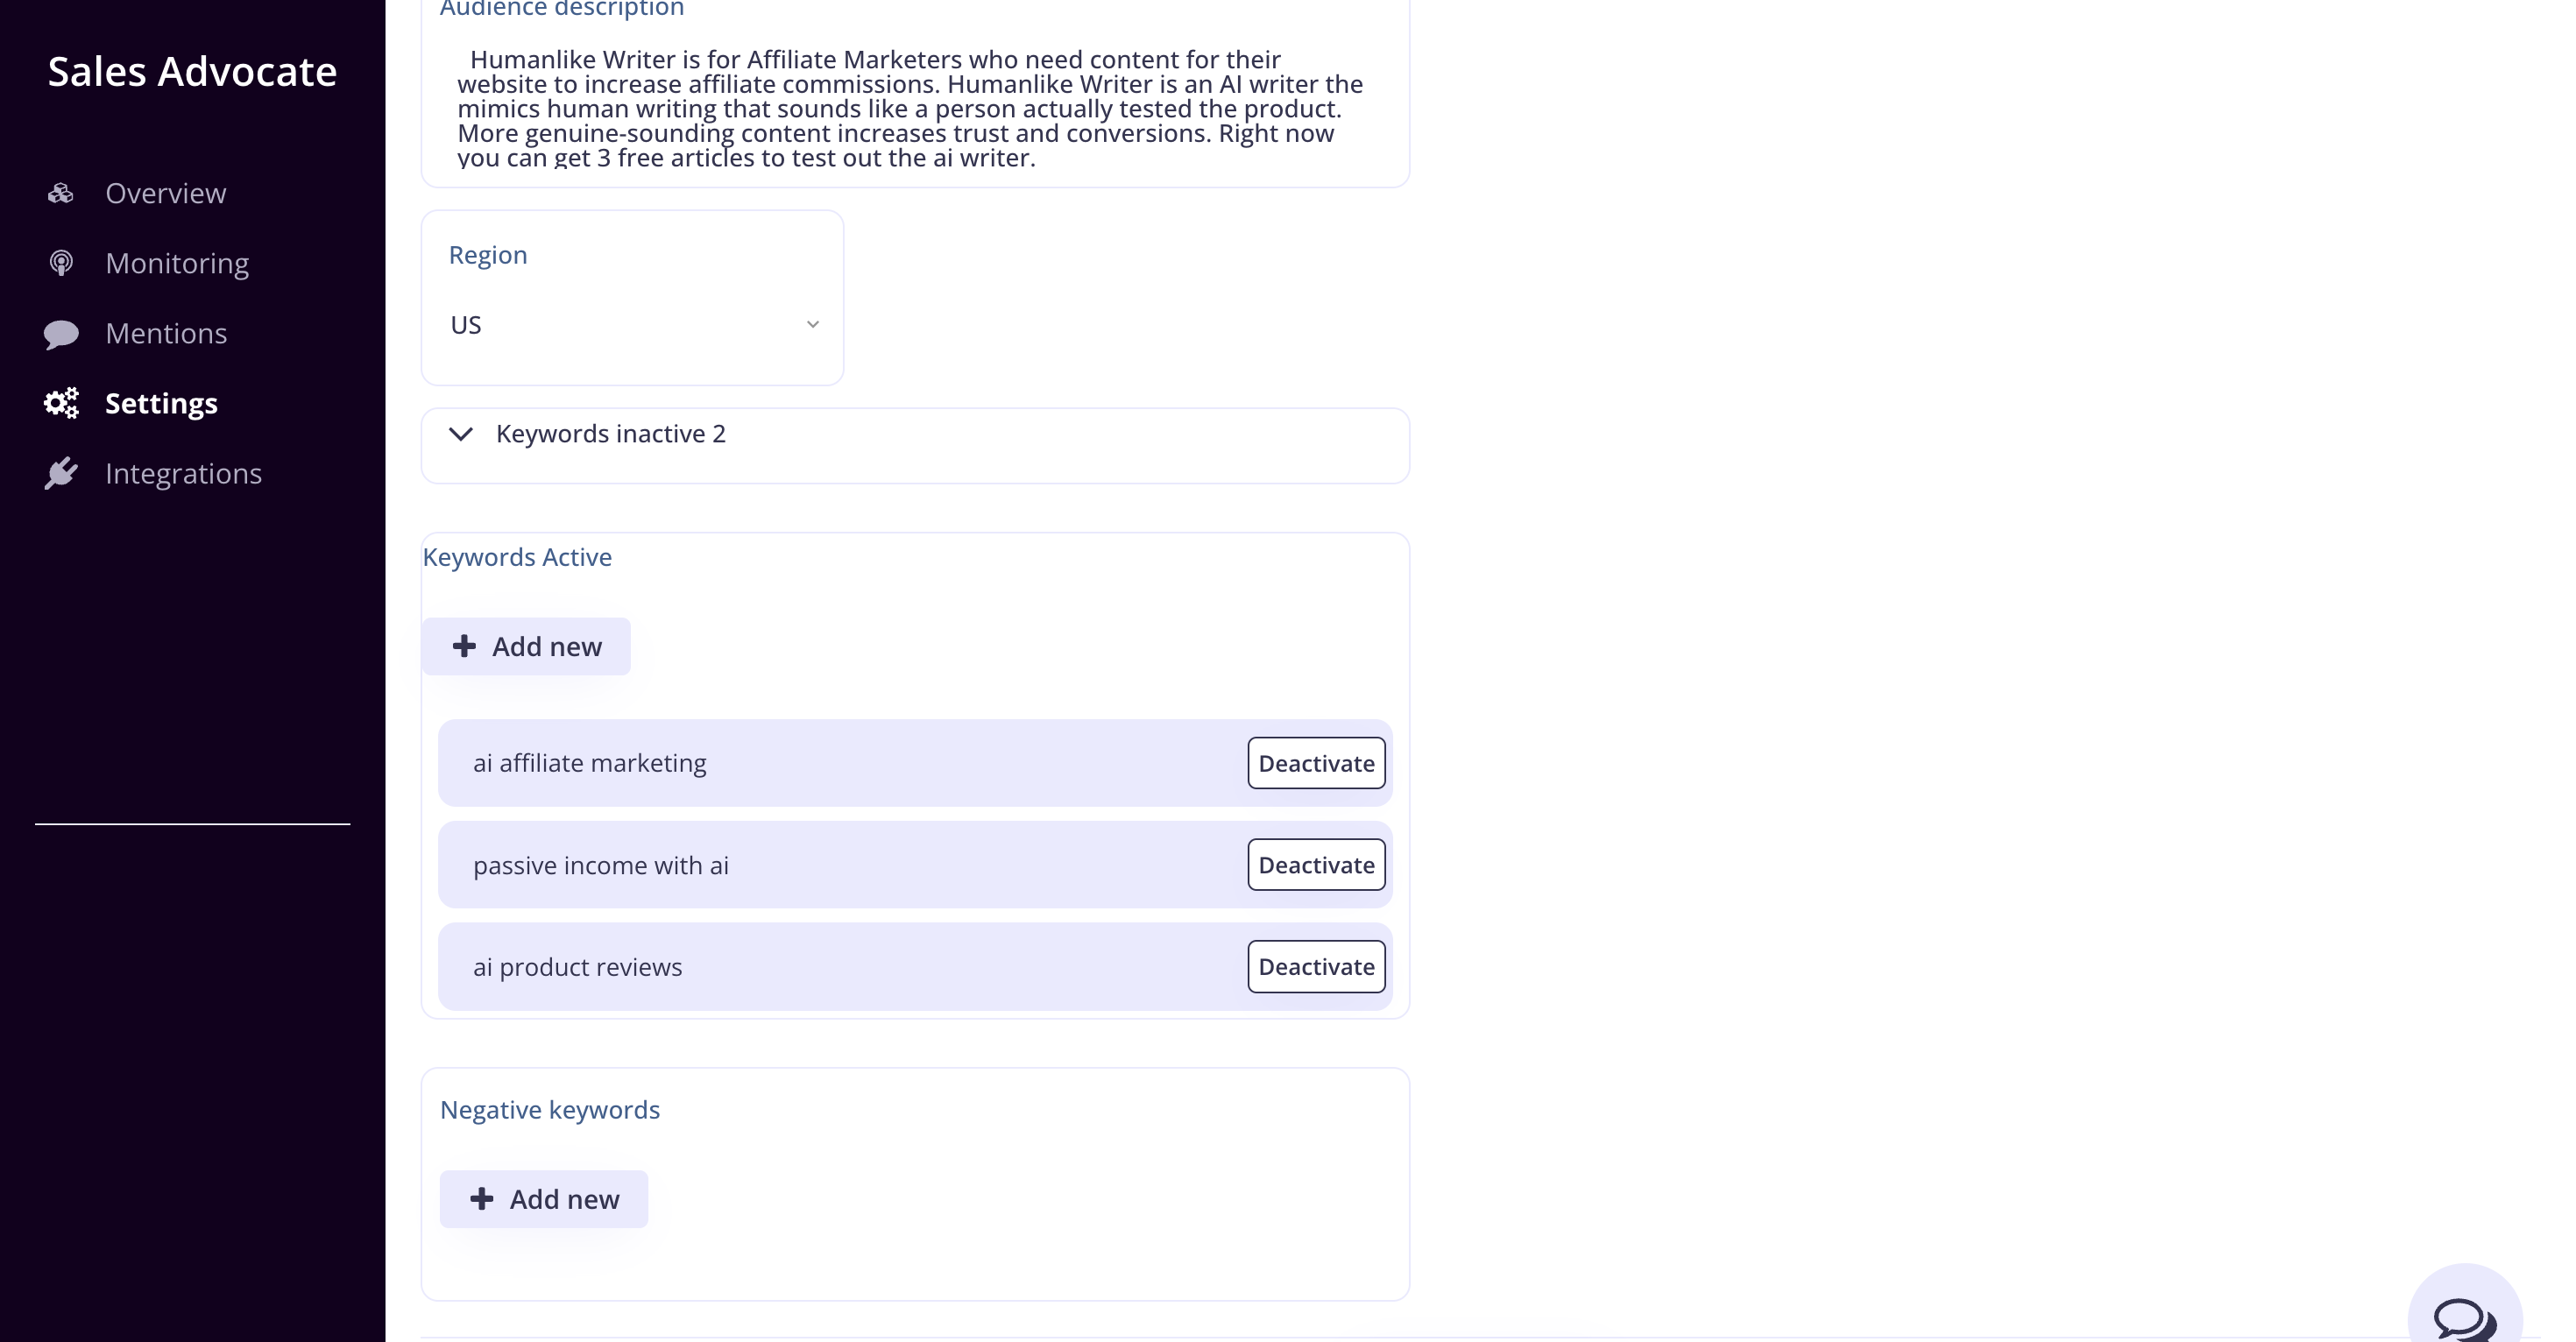 Sales Advocate
Overview
Monitoring
Mentions
Settings
Integrations
Audience description
Humanlike Writer is for Affiliate Marketers who need content for their
website to increase affiliate commissions. Humanlike Writer is an AI writer the
mimics human writing that sounds like a person actually tested the product.
More genuine-sounding content increases trust and conversions. Right now
you can get 3 free articles to test out the ai writer.
Region
US
Keywords inactive 2
Keywords Active
Add new
ai affiliate marketing
Deactivate
passive income with ai
Deactivate
ai product reviews
Deactivate
Negative keywords
Add new